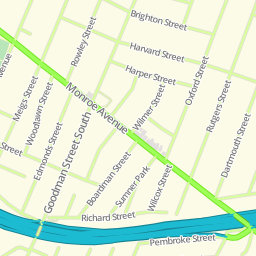 Brighton Street
Rowley Street
Harvard Street
Harper Street
Avenue
Meigs Street
Woodlawn Street
Monroe Avenue
Wilmer Street
Oxford Street
Rutgers Street
Dartmouth Street
Street
Edmonds Street
Goodman Street South
Boardman Street
Sumner Park
Wilcox Street
Richard Street
Pembroke Street